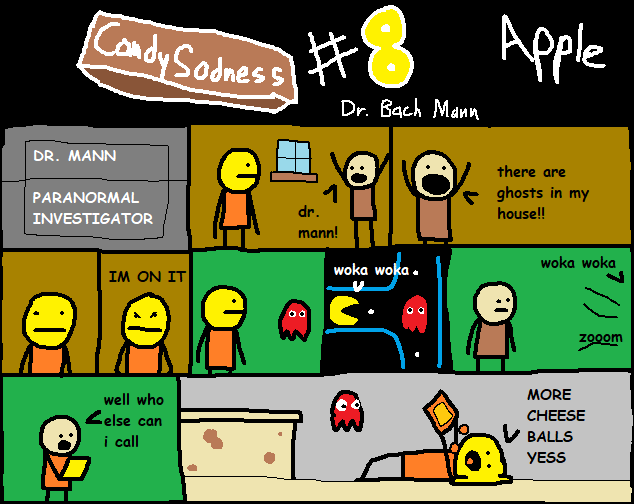 CandySadness #8 Apple
Dr. Bach Mann
DR. MANN
PARANORMAL
INVESTIGATOR
dr.
mann!
there are
ghosts in my
house!!
IM ON IT
woka woka
woka woka
zooom
well who
else can
i call
MORE
CHEESE
BALLS
YESS